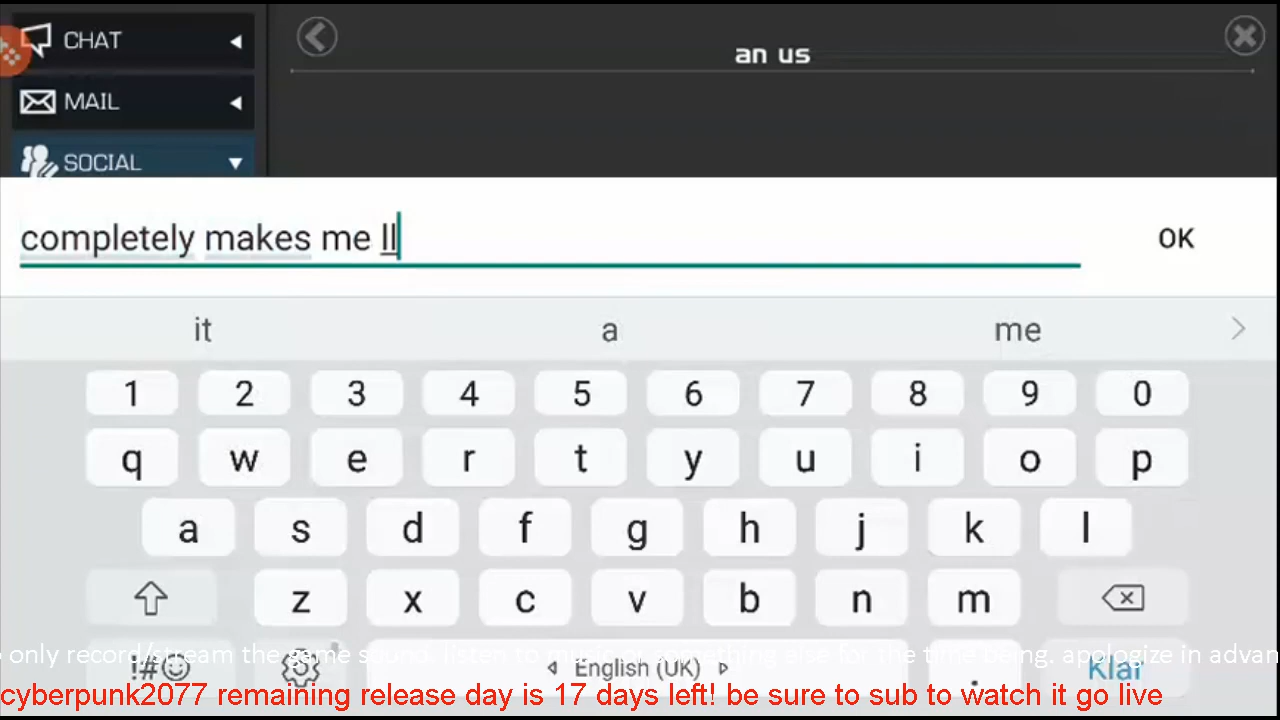 CHAT
an us
MAIL
SOCIAL
completely makes me ll
OK
it a me
1 2 3 4 5 6 7 8 9 0
q w e r t y u i o p
a s d f g h j k l
z x c v b n m
only record/stream the game sound. listen to music or something else for the time being. apologize in advan
!#☺ English (UK) . Klar
cyberpunk2077 remaining release day is 17 days left! be sure to sub to watch it go live